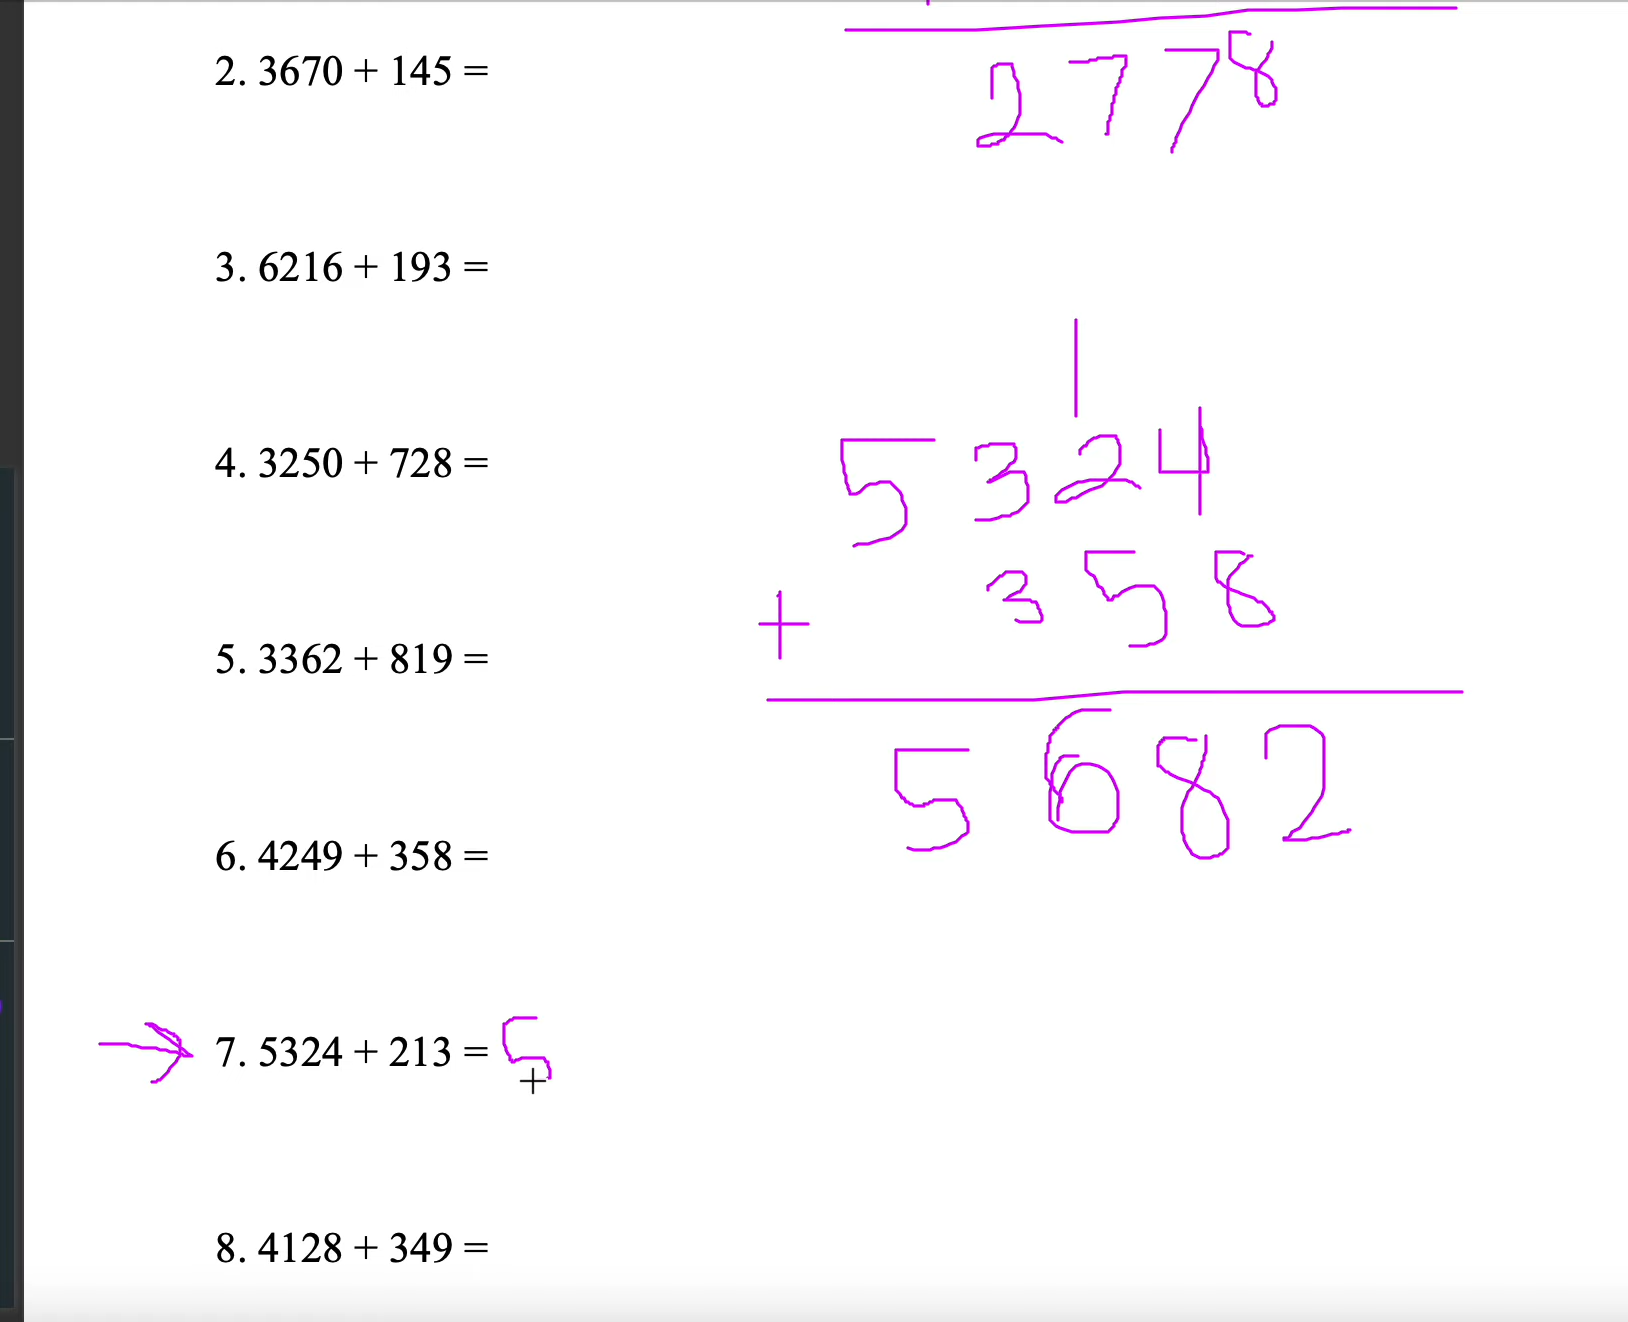 2. 3670 + 145 =
2778
3. 6216 + 193 =
1
5324
4. 3250 + 728 =
+ 358
5. 3362 + 819 =
5682
6. 4249 + 358 =
→ 7. 5324 + 213 = 5
8. 4128 + 349 =